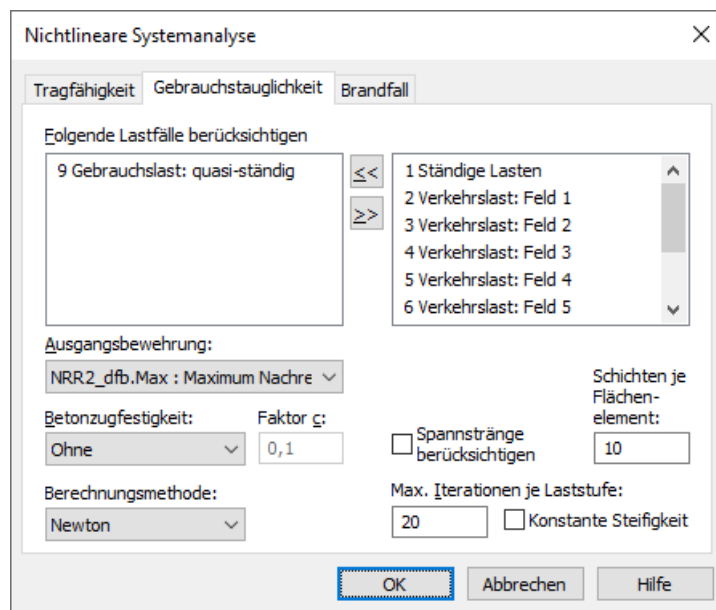 Nichtlineare Systemanalyse
Tragfähigkeit Gebrauchstauglichkeit Brandfall
Folgende Lastfälle berücksichtigen
9 Gebrauchslast: quasi-ständig
<<
>>
1 Ständige Lasten
2 Verkehrslast: Feld 1
3 Verkehrslast: Feld 2
4 Verkehrslast: Feld 3
5 Verkehrslast: Feld 4
6 Verkehrslast: Feld 5
Ausgangsbewehrung:
NRR2_dfb.Max : Maximum Nachre
Betonzugfestigkeit:
Ohne
Faktor c:
0,1
Spannstränge
berücksichtigen
Schichten je
Flächen-
element:
10
Berechnungsmethode:
Newton
Max. Iterationen je Laststufe:
20
Konstante Steifigkeit
OK Abbrechen Hilfe